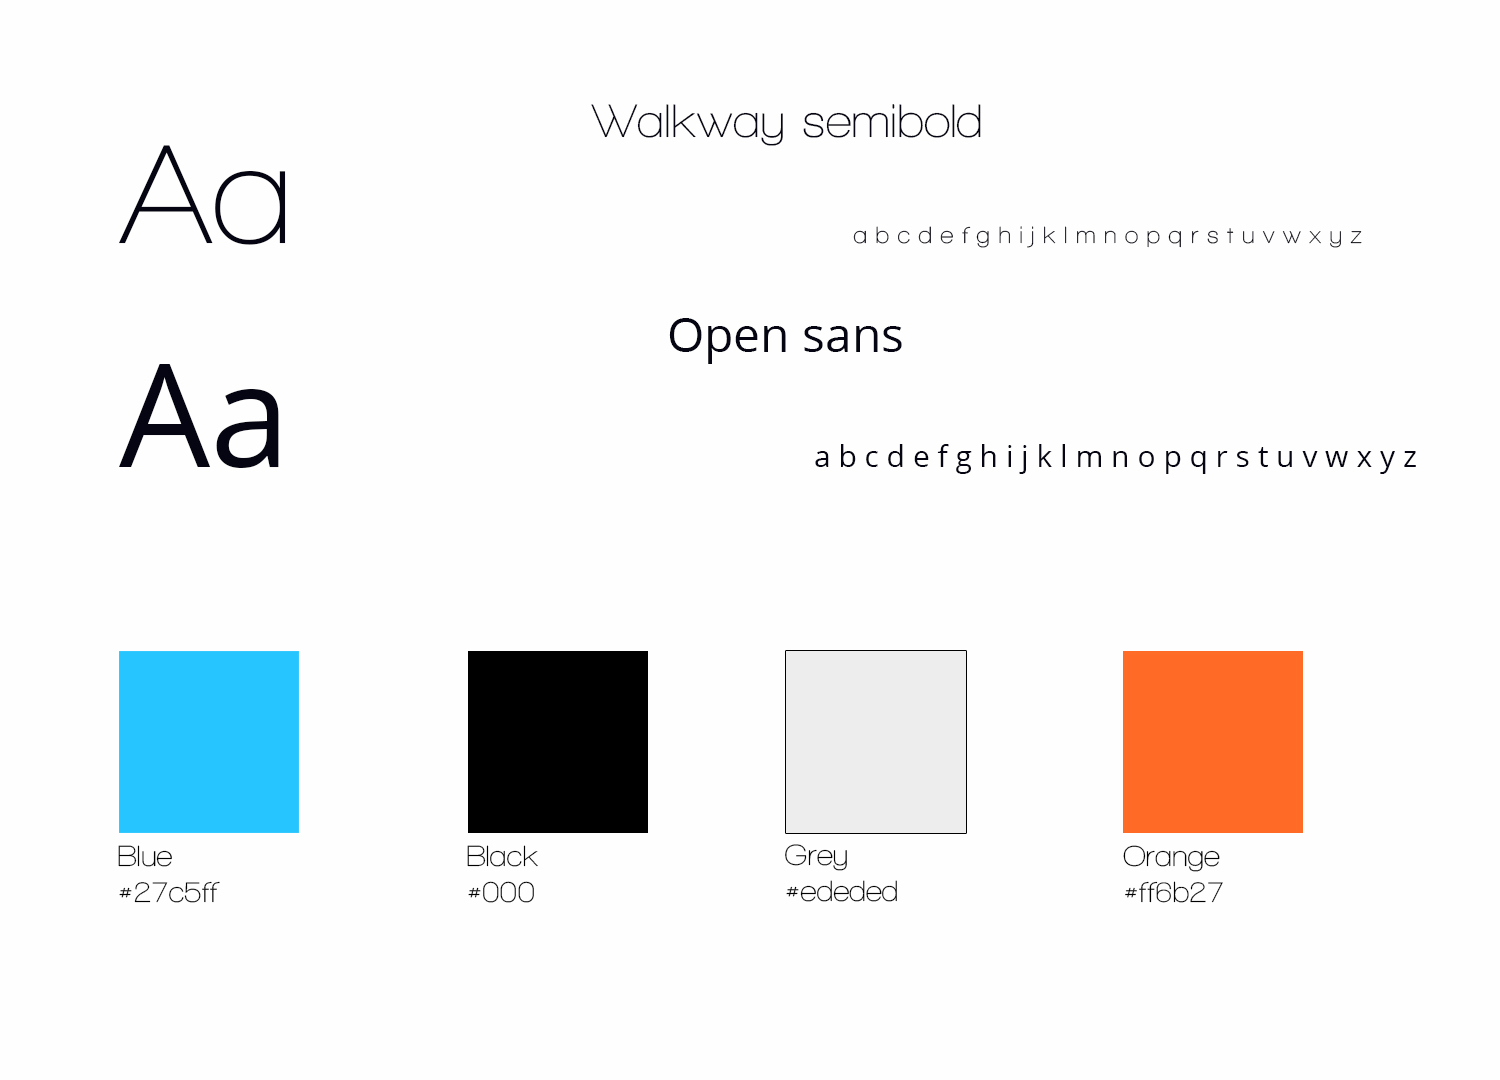 Walkway semibold
Aa
a b c d e f g h i j k l m n o p q r s t u v w x y z
Open sans
Aa
a b c d e f g h i j k l m n o p q r s t u v w x y z
Blue
#27c5ff
Black
#000
Grey
#ededed
Orange
#ff6b27